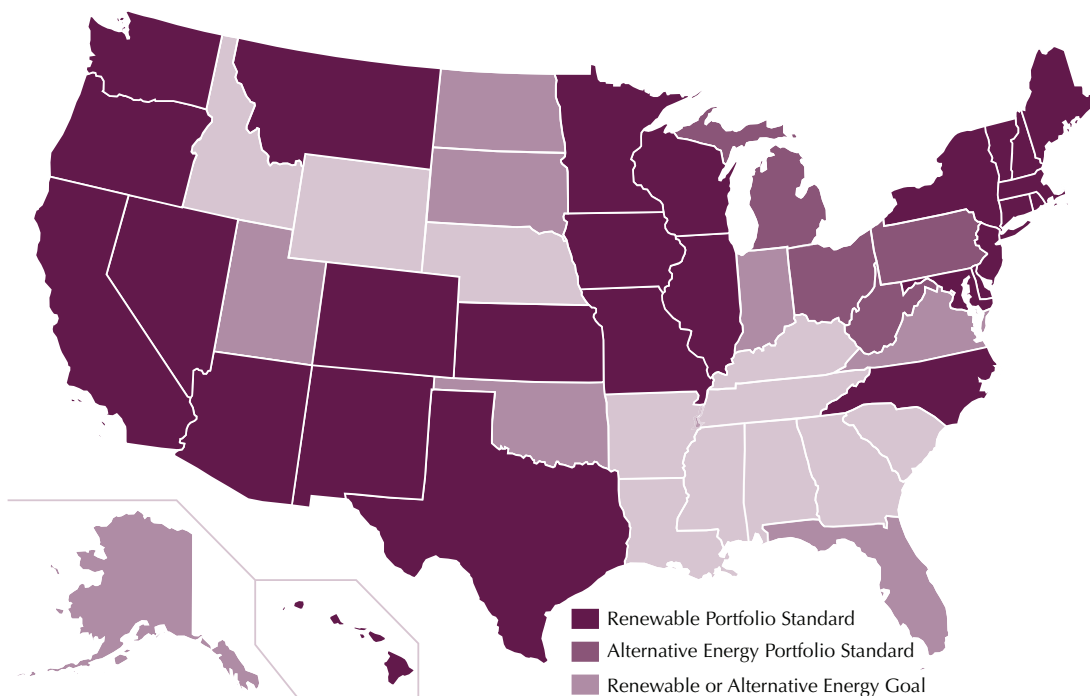 Renewable Portfolio Standard
Alternative Energy Portfolio Standard
Renewable or Alternative Energy Goal